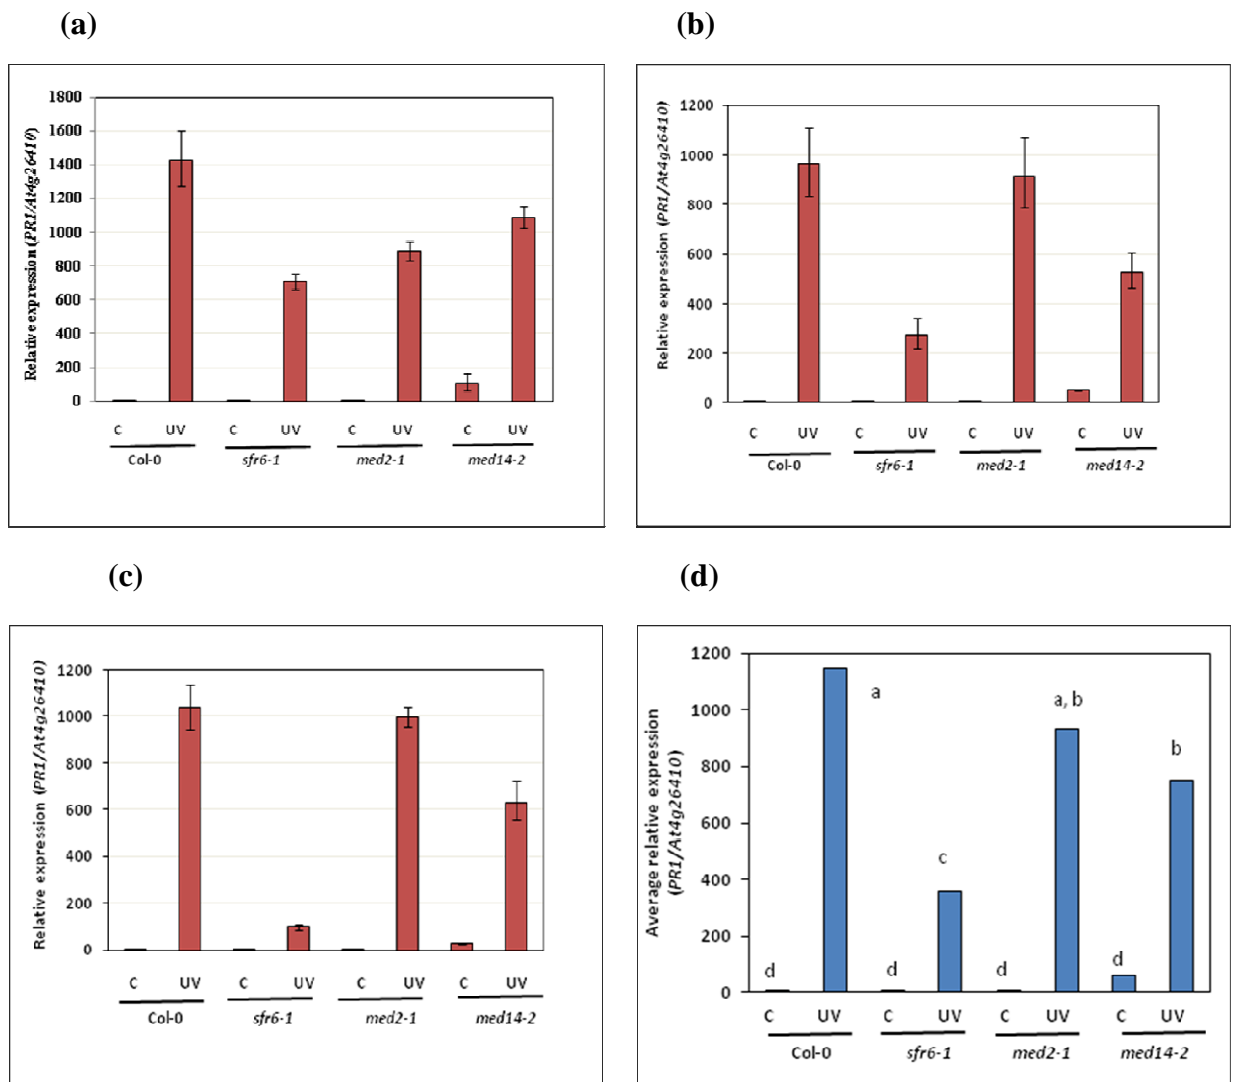 (a)
Relative expression (PR1/At4g26410)
1800
1600
1400
1200
1000
800
600
400
200
0
C UV C UV C UV C UV
Col-0 sfr6-1 med2-1 med14-2
(b)
Relative expression (PR1/At4g26410)
1200
1000
800
600
400
200
0
C UV C UV C UV C UV
Col-0 sfr6-1 med2-1 med14-2
(c)
Relative expression (PR1/At4g26410)
1200
1000
800
600
400
200
0
C UV C UV C UV C UV
Col-0 sfr6-1 med2-1 med14-2
(d)
Average relative expression
(PR1/At4g26410)
1200
1000
800
600
400
200
0
d a d c d a, b d b
C UV C UV C UV C UV
Col-0 sfr6-1 med2-1 med14-2